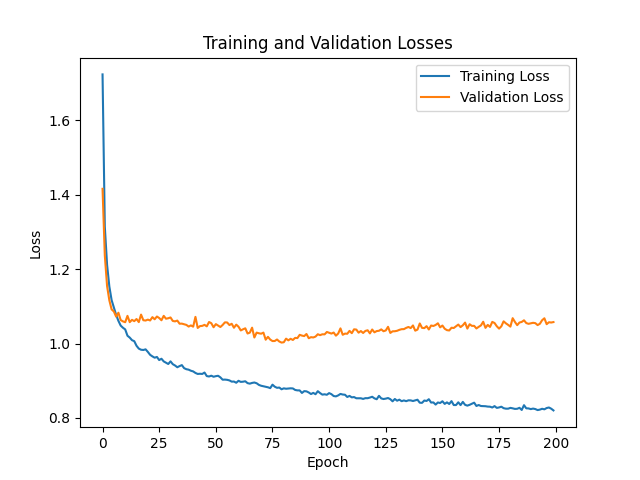 Training and Validation Losses
Training Loss
Validation Loss
Loss
1.6
1.4
1.2
1.0
0.8
0 25 50 75 100 125 150 175 200
Epoch